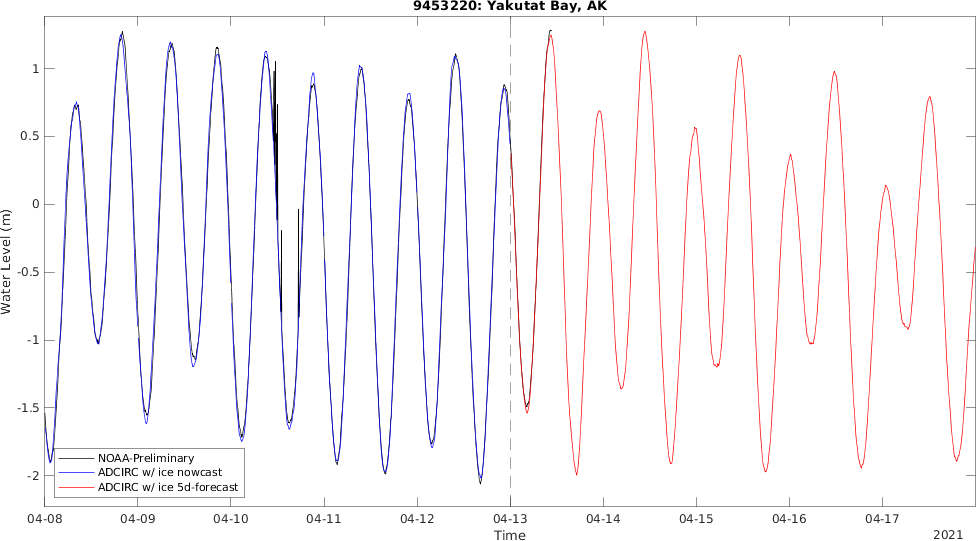 9453220: Yakutat Bay, AK
Water Level (m)
1
0.5
0
-0.5
-1
-1.5
-2
NOAA-Preliminary
ADCIRC w/ ice nowcast
ADCIRC w/ ice 5d-forecast
04-08 04-09 04-10 04-11 04-12 04-13 04-14 04-15 04-16 04-17
Time
2021